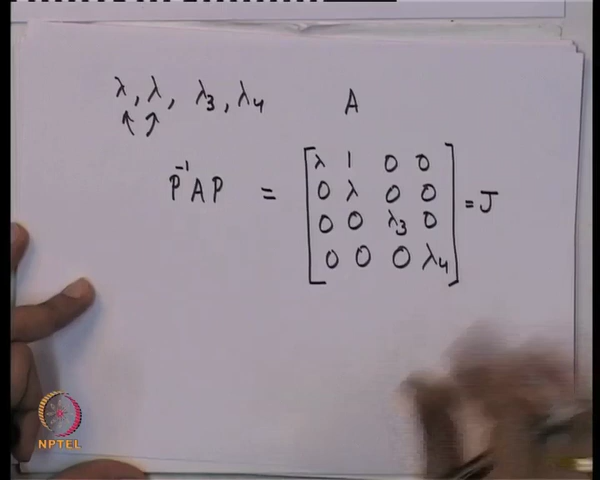 λ, λ, λ₃, λ₄ A
↑ ↑
P⁻¹AP = [λ 1 0 0
0 λ 0 0
0 0 λ₃ 0
0 0 0 λ₄] = J
NPTEL